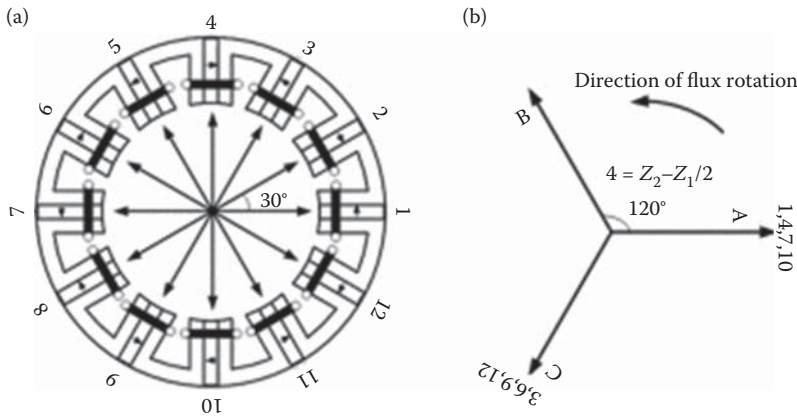 (a)
4
5
3
6
2
30°
7
1
8
12
9
11
10
(b)
Direction of flux rotation
B
4 = Z₂–Z₁/2
120°
A
1,4,7,10
C
3,6,9,12